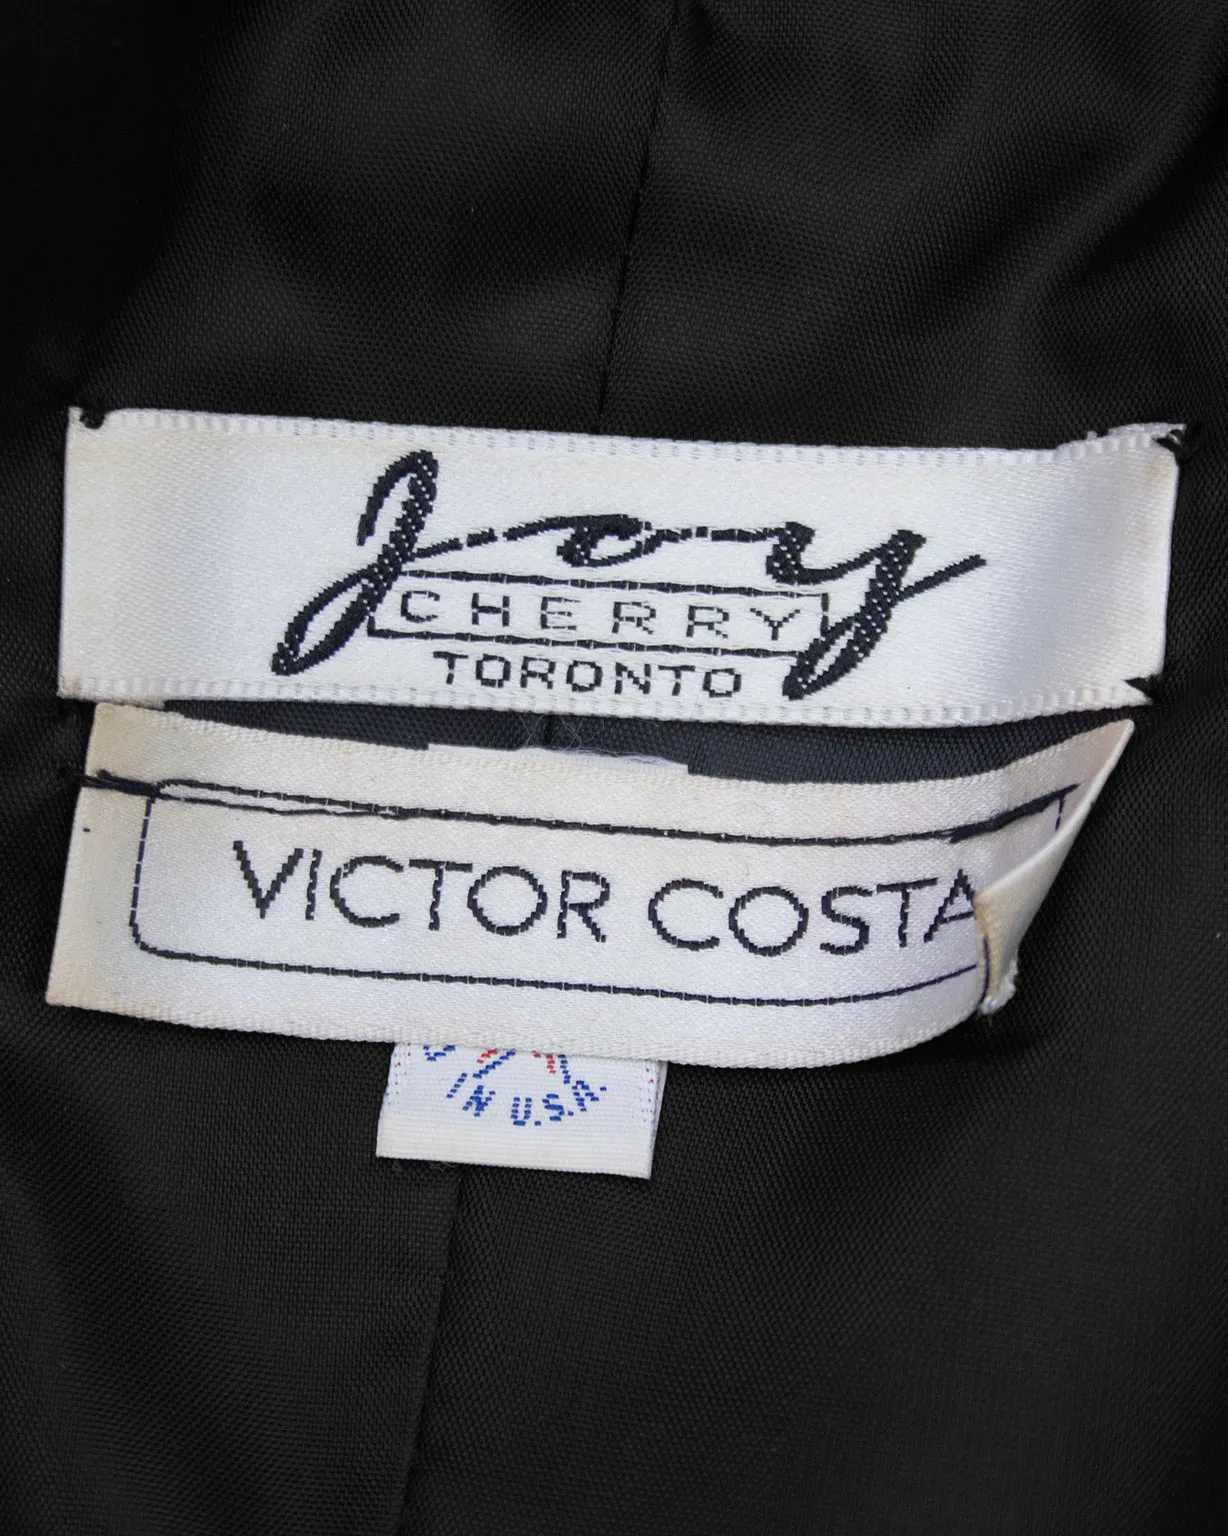 Joy
CHERRY
TORONTO
VICTOR COSTA
IN U.S.A.